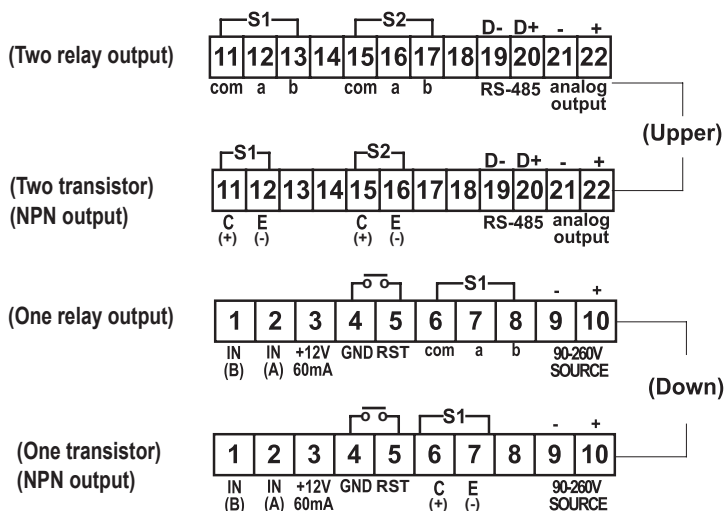 S1 S2 D- D+ - +
(Two relay output) 11 12 13 14 15 16 17 18 19 20 21 22
com a b com a b RS-485 analog
output
(Upper)
S1 S2 D- D+ - +
(Two transistor) 11 12 13 14 15 16 17 18 19 20 21 22
(NPN output)
C E C E RS-485 analog
(+) (-) (+) (-) output
S1 - +
(One relay output) 1 2 3 4 5 6 7 8 9 10
IN IN +12V GND RST com a b 90-260V
(B) (A) 60mA SOURCE
(Down)
S1 - +
(One transistor) 1 2 3 4 5 6 7 8 9 10
(NPN output)
IN IN +12V GND RST C E 90-260V
(B) (A) 60mA (+) (-) SOURCE